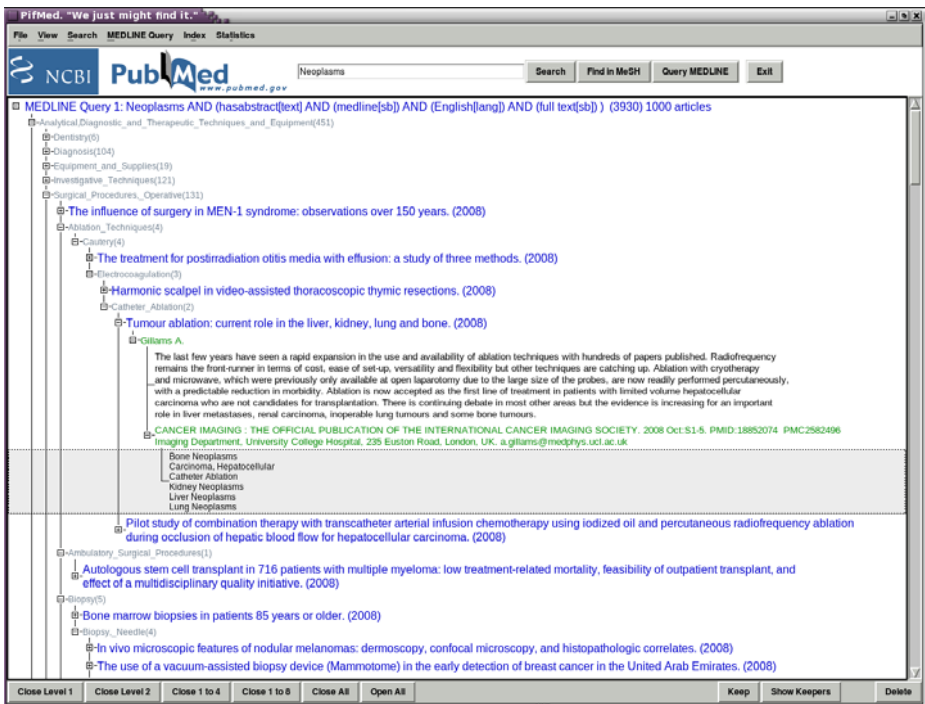 PifMed. "We just might find it."
File View Search MEDLINE Query Index Statistics
NCBI PubMed www.pubmed.gov Neoplasms Search Find in MeSH Query MEDLINE Exit
MEDLINE Query 1: Neoplasms AND (hasabstract[text] AND (medline[sb]) AND (English[lang]) AND (full text[sb]) ) (3930) 1000 articles
Analytical,Diagnostic_and_Therapeutic_Techniques_and_Equipment(451)
Dentistry(6)
Diagnosis(104)
Equipment_and_Supplies(19)
Investigative_Techniques(121)
Surgical_Procedures,_Operative(131)
The influence of surgery in MEN-1 syndrome: observations over 150 years. (2008)
Ablation_Techniques(4)
Cautery(4)
The treatment for postirradiation otitis media with effusion: a study of three methods. (2008)
Electrocoagulation(3)
Harmonic scalpel in video-assisted thoracoscopic thymic resections. (2008)
Catheter_Ablation(2)
Tumour ablation: current role in the liver, kidney, lung and bone. (2008)
Gillams A.
The last few years have seen a rapid expansion in the use and availability of ablation techniques with hundreds of papers published. Radiofrequency
remains the front-runner in terms of cost, ease of set-up, versatility and flexibility but other techniques are catching up. Ablation with cryotherapy
and microwave, which were previously only available at open laparotomy due to the large size of the probes, are now readily performed percutaneously,
with a predictable reduction in morbidity. Ablation is now accepted as the first line of treatment in patients with limited volume hepatocellular
carcinoma who are not candidates for transplantation. There is continuing debate in most other areas but the evidence is increasing for an important
role in liver metastases, renal carcinoma, inoperable lung tumours and some bone tumours.
CANCER IMAGING : THE OFFICIAL PUBLICATION OF THE INTERNATIONAL CANCER IMAGING SOCIETY. 2008 Oct:S1-5. PMID:18852074 PMC2582496
Imaging Department, University College Hospital, 235 Euston Road, London, UK. a.gillams@medphys.ucl.ac.uk
Bone Neoplasms
Carcinoma, Hepatocellular
Catheter Ablation
Kidney Neoplasms
Liver Neoplasms
Lung Neoplasms
Pilot study of combination therapy with transcatheter arterial infusion chemotherapy using iodized oil and percutaneous radiofrequency ablation
during occlusion of hepatic blood flow for hepatocellular carcinoma. (2008)
Ambulatory_Surgical_Procedures(1)
Autologous stem cell transplant in 716 patients with multiple myeloma: low treatment-related mortality, feasibility of outpatient transplant, and
effect of a multidisciplinary quality initiative. (2008)
Biopsy(5)
Bone marrow biopsies in patients 85 years or older. (2008)
Biopsy,_Needle(4)
In vivo microscopic features of nodular melanomas: dermoscopy, confocal microscopy, and histopathologic correlates. (2008)
The use of a vacuum-assisted biopsy device (Mammotome) in the early detection of breast cancer in the United Arab Emirates. (2008)
Close Level 1 Close Level 2 Close 1 to 4 Close 1 to 8 Close All Open All Keep Show Keepers Delete